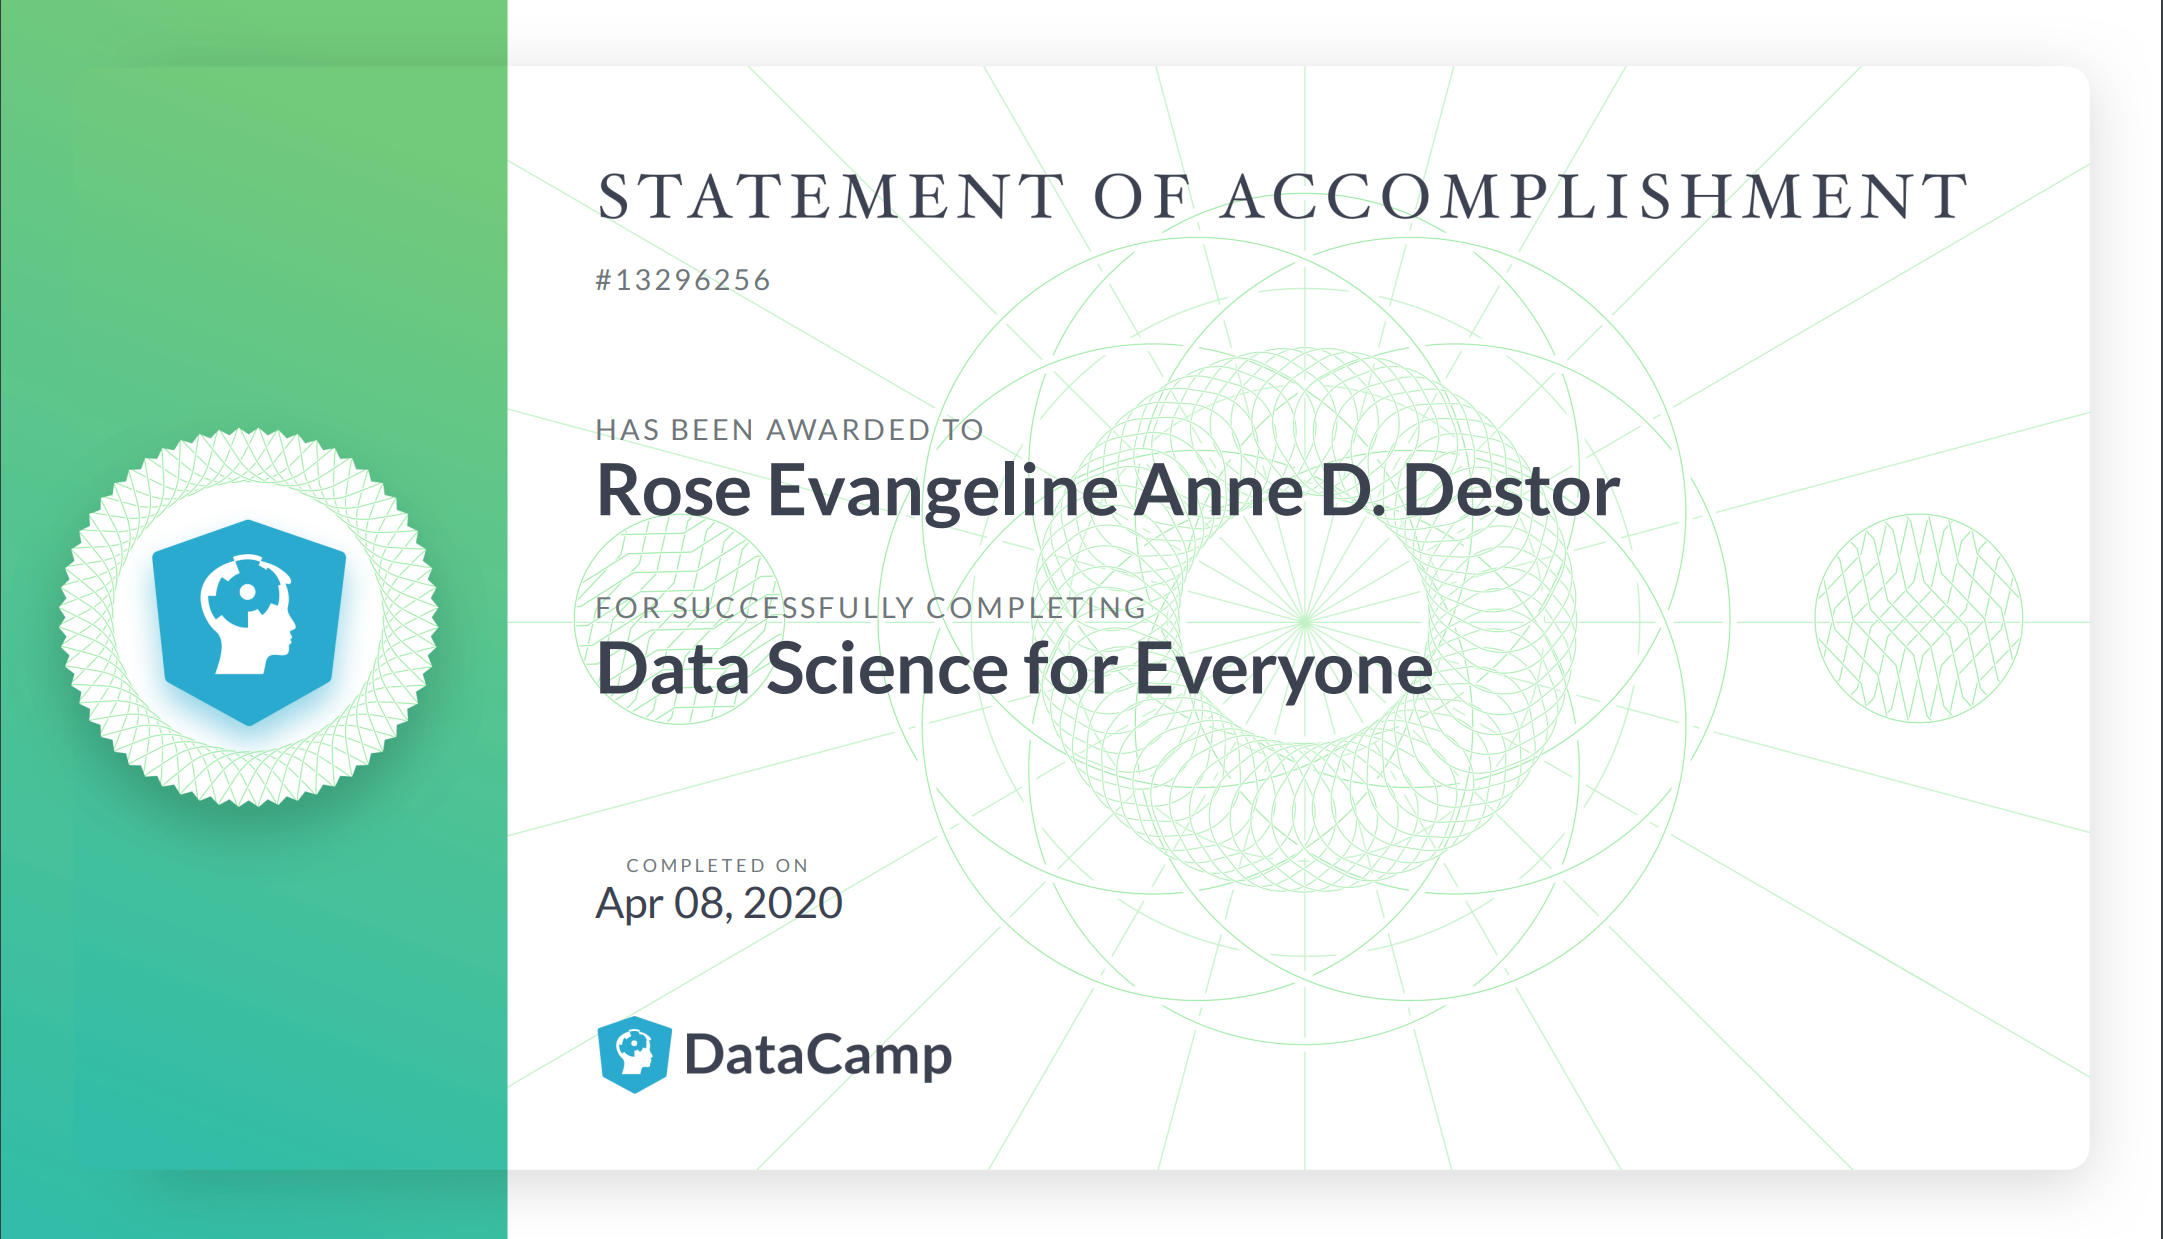 STATEMENT OF ACCOMPLISHMENT
#13296256
HAS BEEN AWARDED TO
Rose Evangeline Anne D. Destor
FOR SUCCESSFULLY COMPLETING
Data Science for Everyone
COMPLETED ON
Apr 08, 2020
DataCamp